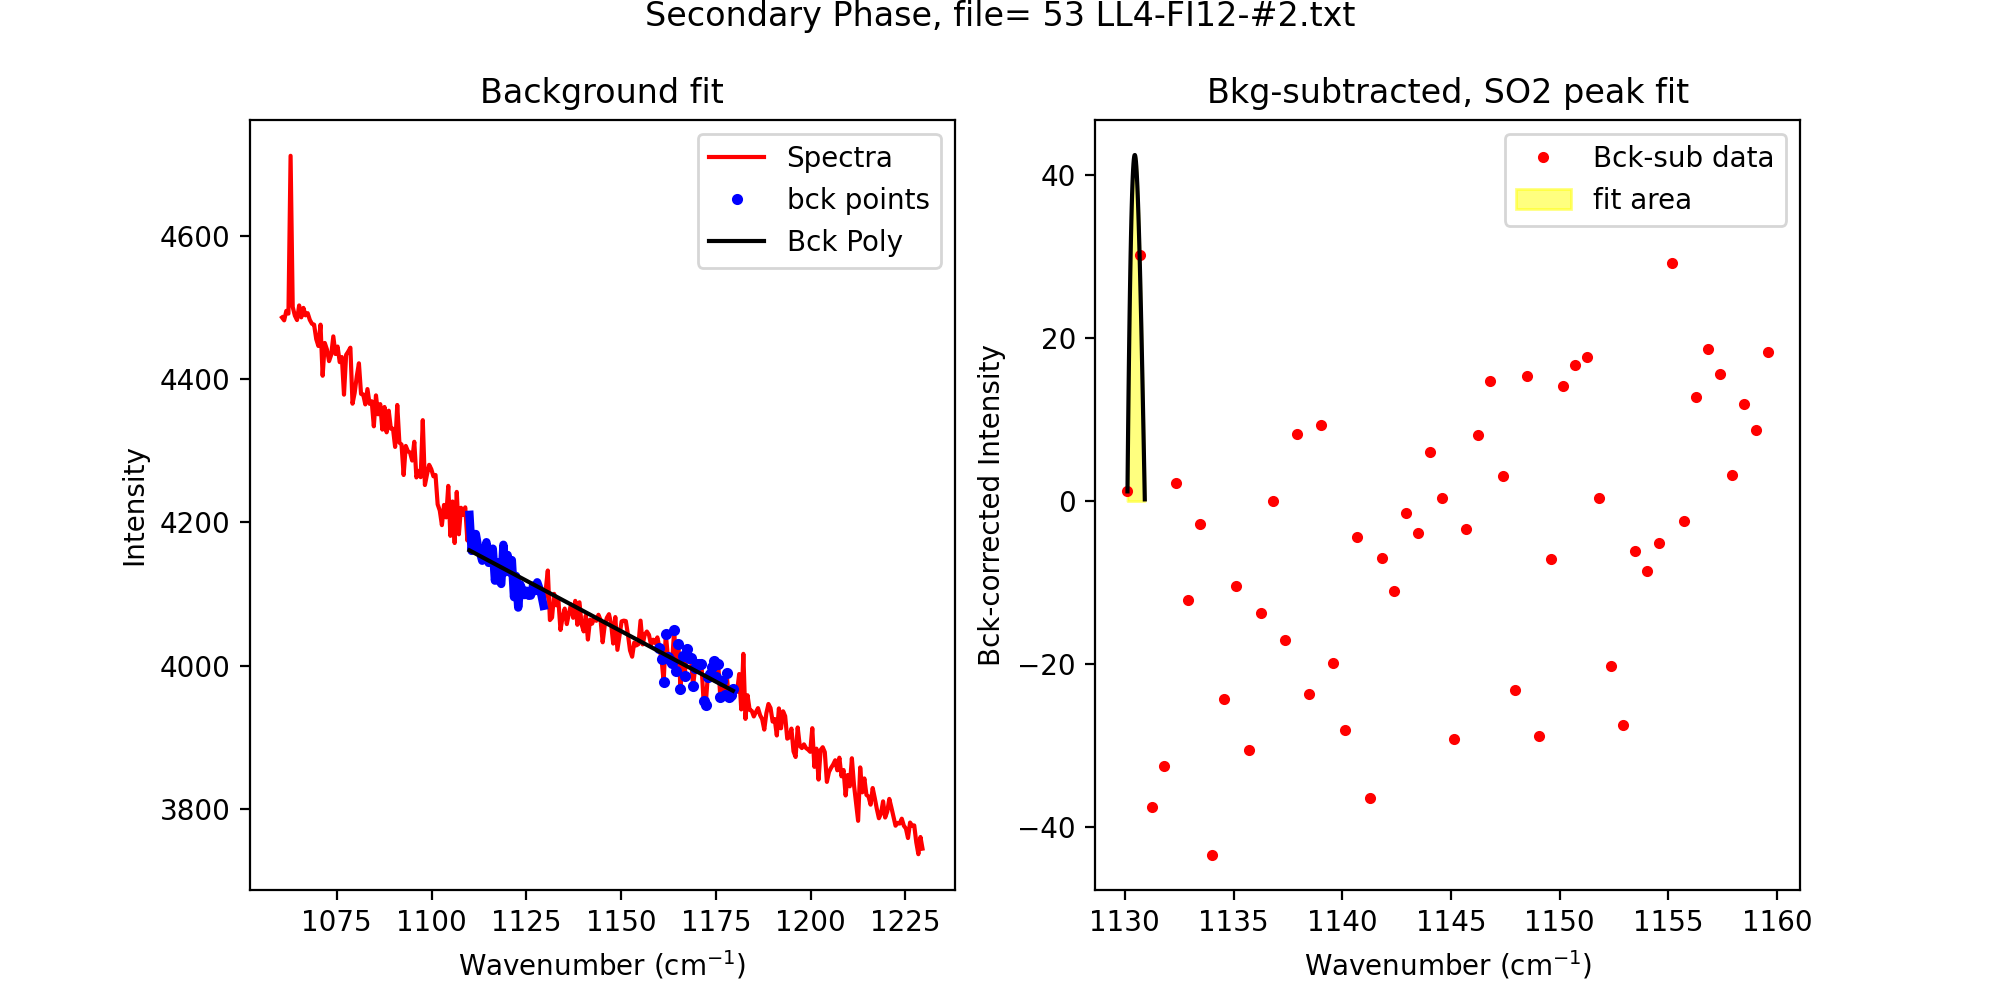 Secondary Phase, file= 53 LL4-FI12-#2.txt
Background fit
Spectra
bck points
Bck Poly
Intensity
4600
4400
4200
4000
3800
1075 1100 1125 1150 1175 1200 1225
Wavenumber (cm⁻¹)
Bkg-subtracted, SO2 peak fit
Bck-sub data
fit area
Bck-corrected Intensity
40
20
0
−20
−40
1130 1135 1140 1145 1150 1155 1160
Wavenumber (cm⁻¹)